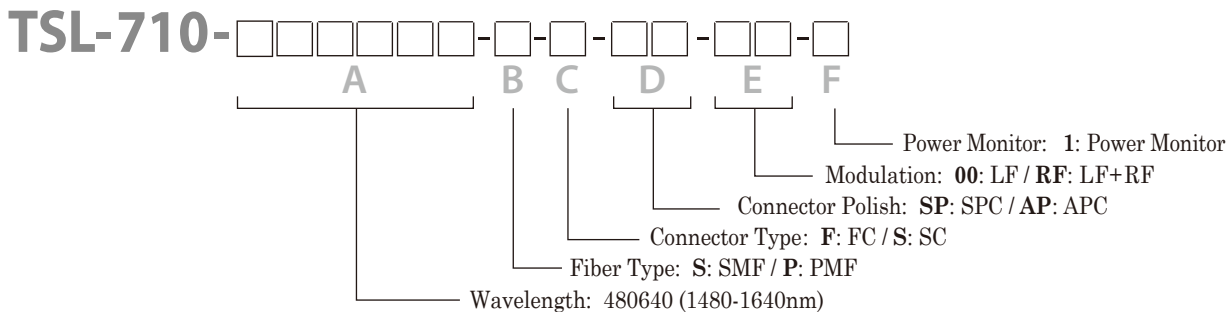 TSL-710-□□□□□□-□-□-□□-□□-□
A B C D E F
Power Monitor: 1: Power Monitor
Modulation: 00: LF / RF: LF+RF
Connector Polish: SP: SPC / AP: APC
Connector Type: F: FC / S: SC
Fiber Type: S: SMF / P: PMF
Wavelength: 480640 (1480-1640nm)